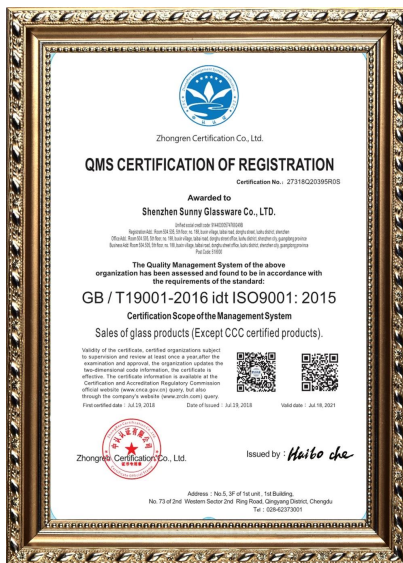 Zhongren Certification Co., Ltd.
QMS CERTIFICATION OF REGISTRATION
Certification No.: 27318Q20395R0S
Awarded to
Shenzhen Sunny Glassware Co., LTD.
Post Code: 518000
The Quality Management System of the above
organization has been assessed and found to be in accordance with
the requirements of the standard:
GB / T19001-2016 idt ISO9001: 2015
Certification Scope of the Management System
Sales of glass products (Except CCC certified products).
Validity of the certificate, certified organizations subject
to supervision and review at least once a year,after the
examination and approval, the organization updates the
two-dimensional code information, the certificate is
effective. The certificate information is available at the
Certification and Accreditation Regulatory Commission
official website (www.cnca.gov.cn) query, but also
through the company's website (www.zrcln.com) query.
First certified date : Jul.19, 2018
Date of Issued : Jul.19, 2018
Valid date : Jul 18, 2021
Zhongren Certification Co., Ltd.
Issued by : Haibo che
Address : No.5, 3F of 1st unit , 1st Building,
No. 73 of 2nd Western Sector 2nd Ring Road, Qingyang District, Chengdu
Tel : 028-62373001